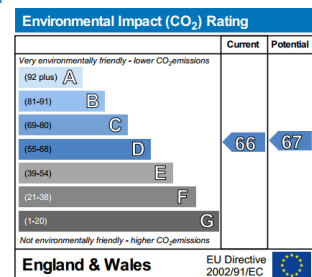 Environmental Impact (CO2) Rating
Current Potential
Very environmentally friendly - lower CO2 emissions
(92 plus) A
(81-91) B
(69-80) C
(55-68) D 66 67
(39-54) E
(21-38) F
(1-20) G
Not environmentally friendly - higher CO2 emissions
England & Wales EU Directive
2002/91/EC